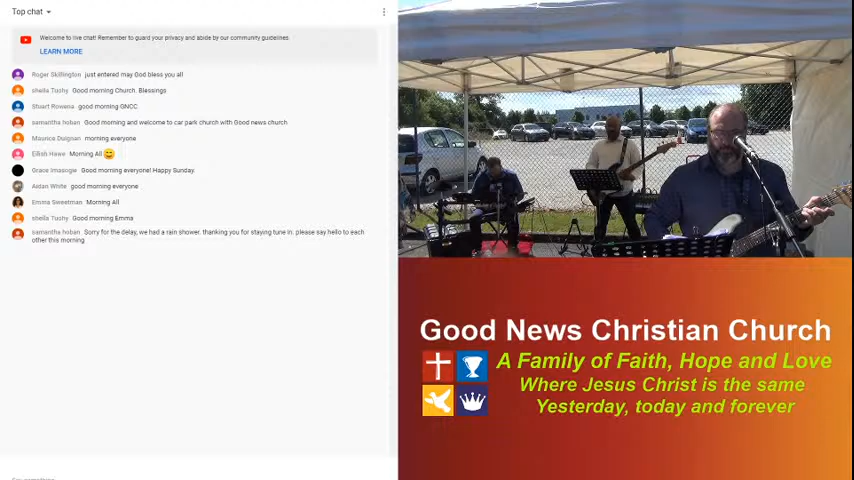 Top chat
Welcome to live chat! Remember to guard your privacy and abide by our community guidelines.
LEARN MORE
Roger Skillington just entered may God bless you all
sheila Tushy Good morning Church. Blessings
Stuart Rowena good morning GNCC
samantha hoban Good morning and welcome to car park church with Good news church
Maurice Duignan morning everyone
Eilish Hawe Morning All 😊
Grace Imasogie Good morning everyone! Happy Sunday.
Aidan White good morning everyone
Emma Sweetman Morning All
sheila Tushy Good morning Emma
samantha hoban Sorry for the delay, we had a rain shower. thanking you for staying tune in. please say hello to each
other this morning
Good News Christian Church
A Family of Faith, Hope and Love
Where Jesus Christ is the same
Yesterday, today and forever